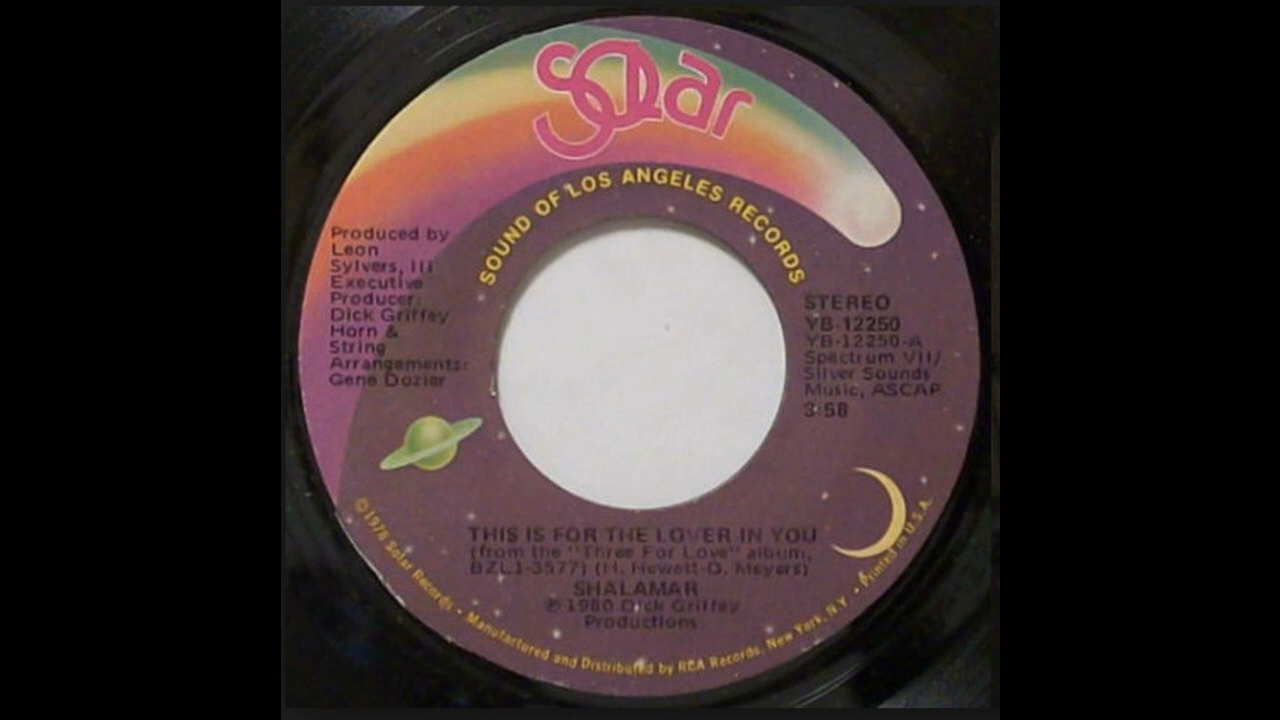 Solar
SOUND OF LOS ANGELES RECORDS
Produced by
Leon
Sylvers, III
Executive
Producer:
Dick Griffey
Horn &
String
Arrangements:
Gene Dozier
STEREO
YB-12250
YB-12250-A
Spectrum VII/
Silver Sounds
Music, ASCAP
3:58
THIS IS FOR THE LOVER IN YOU
(from the "Three For Love" album,
BZL1-3577) (H. Hewett-D. Meyers)
SHALAMAR
℗ 1980 Dick Griffey
Productions
© 1978 Solar Records • Manufactured and Distributed by RCA Records, New York, N.Y. • Printed in U.S.A.